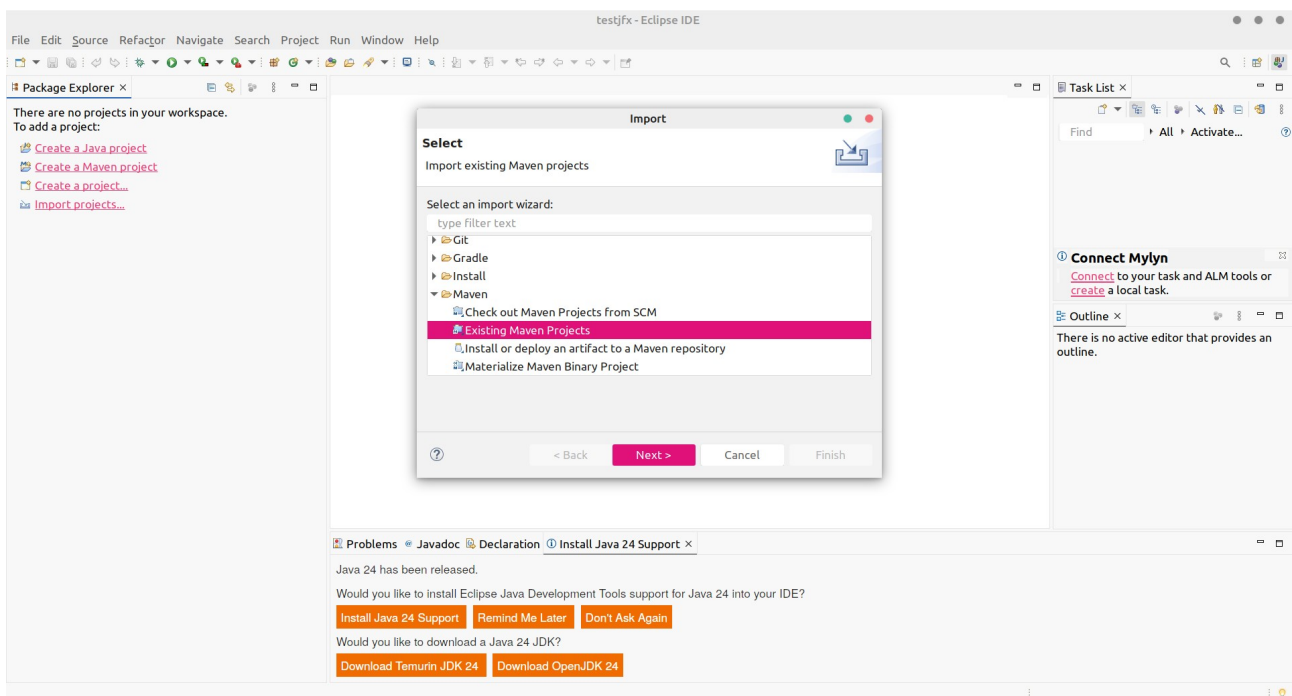 testjfx - Eclipse IDE
File Edit Source Refactor Navigate Search Project Run Window Help
Package Explorer ×
There are no projects in your workspace.
To add a project:
Create a Java project
Create a Maven project
Create a project...
Import projects...
Import
Select
Import existing Maven projects
Select an import wizard:
type filter text
Git
Gradle
Install
Maven
Check out Maven Projects from SCM
Existing Maven Projects
Install or deploy an artifact to a Maven repository
Materialize Maven Binary Project
< Back Next > Cancel Finish
Task List ×
Find All Activate...
Connect Mylyn
Connect to your task and ALM tools or
create a local task.
Outline ×
There is no active editor that provides an
outline.
Problems @ Javadoc Declaration Install Java 24 Support ×
Java 24 has been released.
Would you like to install Eclipse Java Development Tools support for Java 24 into your IDE?
Install Java 24 Support Remind Me Later Don't Ask Again
Would you like to download a Java 24 JDK?
Download Temurin JDK 24 Download OpenJDK 24